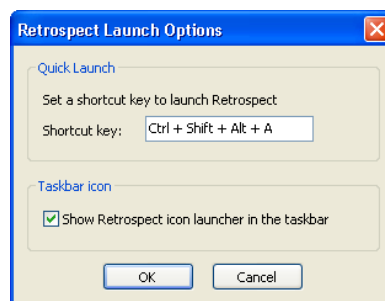 Retrospect Launch Options
Quick Launch
Set a shortcut key to launch Retrospect
Shortcut key: Ctrl + Shift + Alt + A
Taskbar icon
Show Retrospect icon launcher in the taskbar
OK Cancel